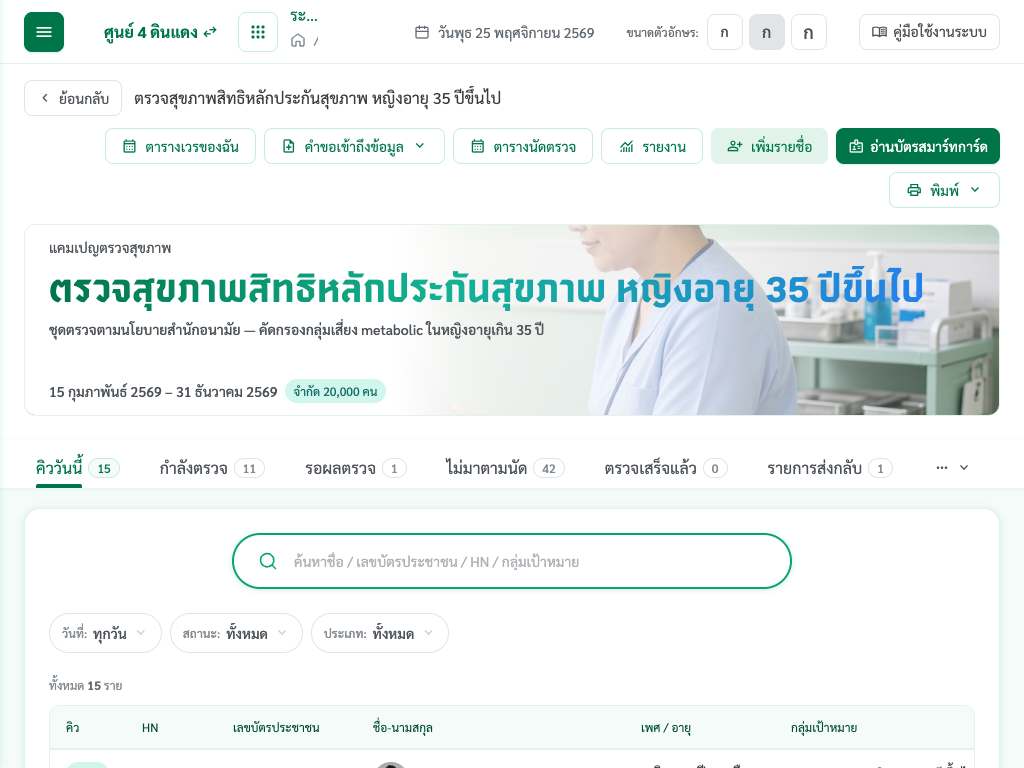 ศูนย์ 4 ดินแดง
ระ...
/
วันพุธ 25 พฤศจิกายน 2569
ขนาดตัวอักษร:
ก
ก
ก
คู่มือใช้งานระบบ
ย้อนกลับ
ตรวจสุขภาพสิทธิหลักประกันสุขภาพ หญิงอายุ 35 ปีขึ้นไป
ตารางเวรของฉัน
คำขอเข้าถึงข้อมูล
ตารางนัดตรวจ
รายงาน
เพิ่มรายชื่อ
อ่านบัตรสมาร์ทการ์ด
พิมพ์
แคมเปญตรวจสุขภาพ
ตรวจสุขภาพสิทธิหลักประกันสุขภาพ หญิงอายุ 35 ปีขึ้นไป
ชุดตรวจตามนโยบายสำนักอนามัย — คัดกรองกลุ่มเสี่ยง metabolic ในหญิงอายุเกิน 35 ปี
15 กุมภาพันธ์ 2569 – 31 ธันวาคม 2569
จำกัด 20,000 คน
คิววันนี้ 15
กำลังตรวจ 11
รอผลตรวจ 1
ไม่มาตามนัด 42
ตรวจเสร็จแล้ว 0
รายการส่งกลับ 1
...
ค้นหาชื่อ / เลขบัตรประชาชน / HN / กลุ่มเป้าหมาย
วันที่: ทุกวัน
สถานะ: ทั้งหมด
ประเภท: ทั้งหมด
ทั้งหมด 15 ราย
คิว
HN
เลขบัตรประชาชน
ชื่อ-นามสกุล
เพศ / อายุ
กลุ่มเป้าหมาย